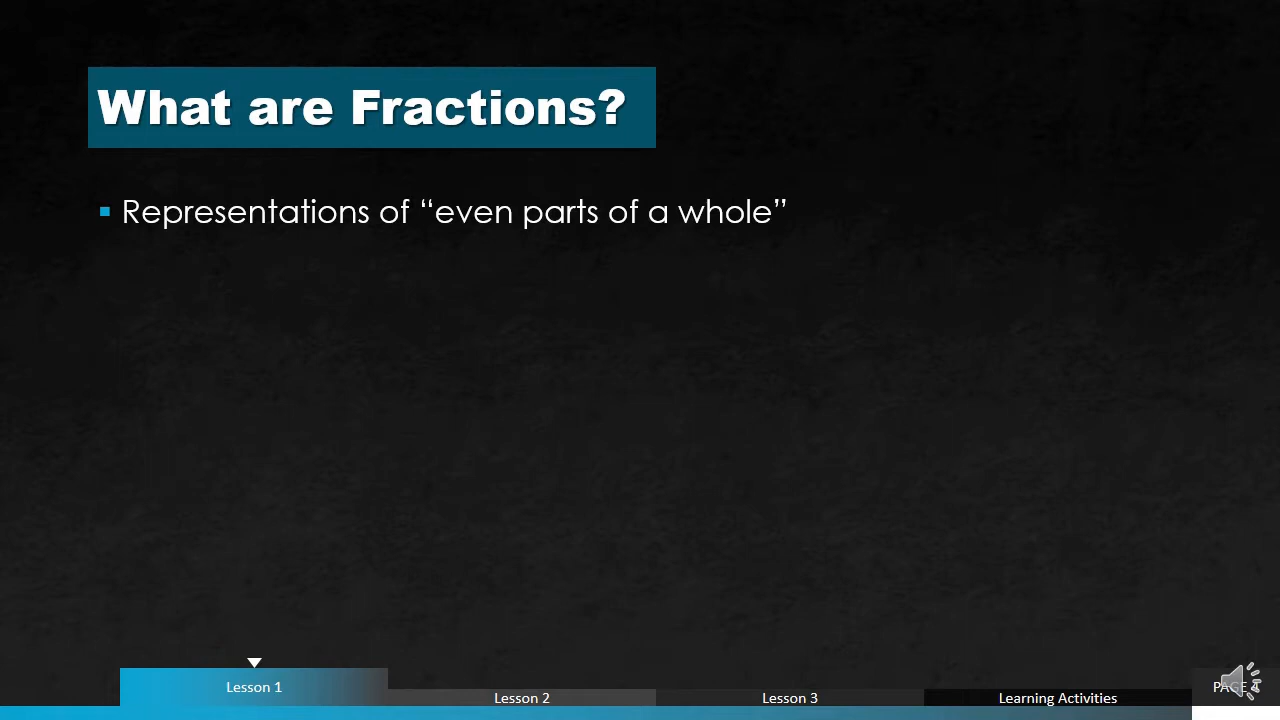 What are Fractions?
▪ Representations of “even parts of a whole”
Lesson 1
Lesson 2
Lesson 3
Learning Activities